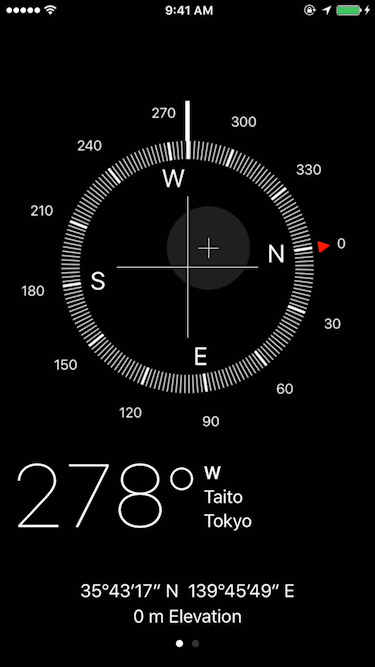 9:41 AM
270
300
240
330
W
210
N
0
S
180
30
E
150
60
120
90
278° W
Taito
Tokyo
35°43’17” N 139°45’49” E
0 m Elevation